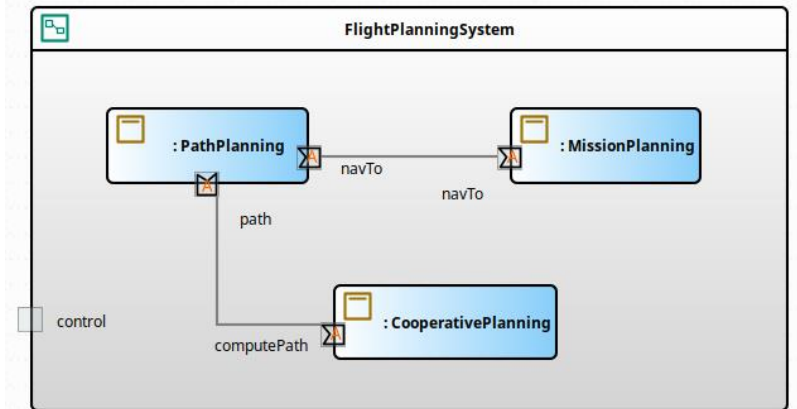 FlightPlanningSystem
: PathPlanning
A
A
: MissionPlanning
navTo
navTo
A
path
control
A
: CooperativePlanning
computePath